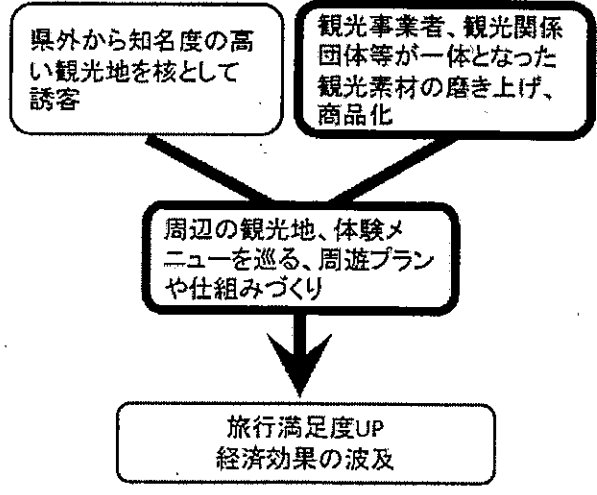 県外から知名度の高
い観光地を核として
誘客
観光事業者、観光関係
団体等が一体となった
観光素材の磨き上げ、
商品化
周辺の観光地、体験メ
ニューを巡る、周遊プラン
や仕組みづくり
旅行満足度UP
経済効果の波及